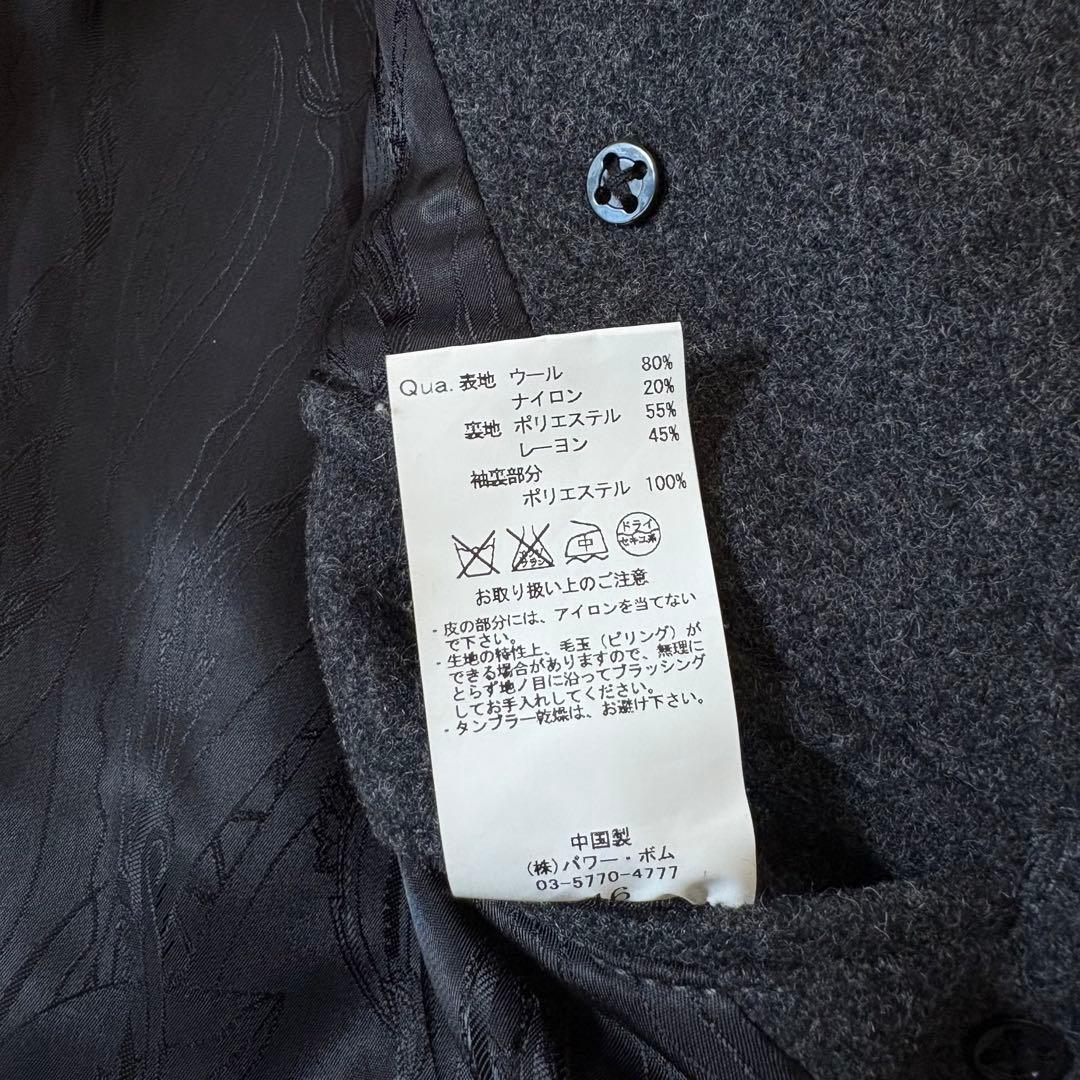 Qua. 表地 ウール 80%
ナイロン 20%
裏地 ポリエステル 55%
レーヨン 45%
袖裏部分
ポリエステル 100%
中 ドライ
セキユ系
お取り扱い上のご注意
・皮の部分には、アイロンを当てない
で下さい。
・生地の特性上、毛玉（ピリング）が
できる場合がありますので、無理に
とらず地ノ目に沿ってブラッシング
してお手入れしてください。
・タンブラー乾燥は、お避け下さい。
中国製
（株）パワー・ボム
03-5770-4777